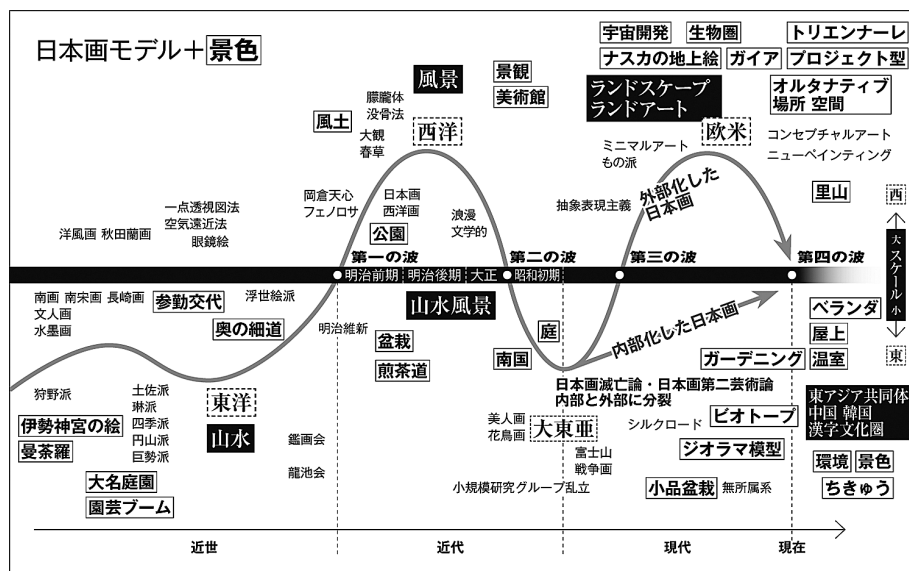 日本画モデル＋景色
宇宙開発
生物圏
トリエンナーレ
ナスカの地上絵
ガイア
プロジェクト型
風景
景観
美術館
ランドスケープ
ランドアート
オルタナティブ
場所 空間
朦朧体
没骨法
風土
大観
春草
西洋
欧米
コンセプチャルアート
ニューペインティング
ミニマルアート
もの派
外部化した
日本画
里山
西
一点透視図法
空気遠近法
眼鏡絵
洋風画 秋田蘭画
岡倉天心
フェノロサ
日本画
西洋画
公園
浪漫
文学的
抽象表現主義
第一の波
第二の波
第三の波
第四の波
明治前期
明治後期
大正
昭和初期
大 スケール 小
南画 南宋画 長崎画
文人画
水墨画
参勤交代
浮世絵派
奥の細道
明治維新
山水風景
盆栽
煎茶道
庭
南国
内部化した日本画
ベランダ
屋上
ガーデニング
温室
東
日本画滅亡論・日本画第二芸術論
内部と外部に分裂
狩野派
土佐派
琳派
四季派
円山派
巨勢派
東洋
山水
伊勢神宮の絵
曼茶羅
鑑画会
龍池会
大名庭園
園芸ブーム
美人画
花鳥画
大東亜
富士山
戦争画
小規模研究グループ乱立
シルクロード
ビオトープ
ジオラマ模型
小品盆栽
無所属系
東アジア共同体
中国 韓国
漢字文化圏
環境
景色
ちきゅう
近世
近代
現代
現在